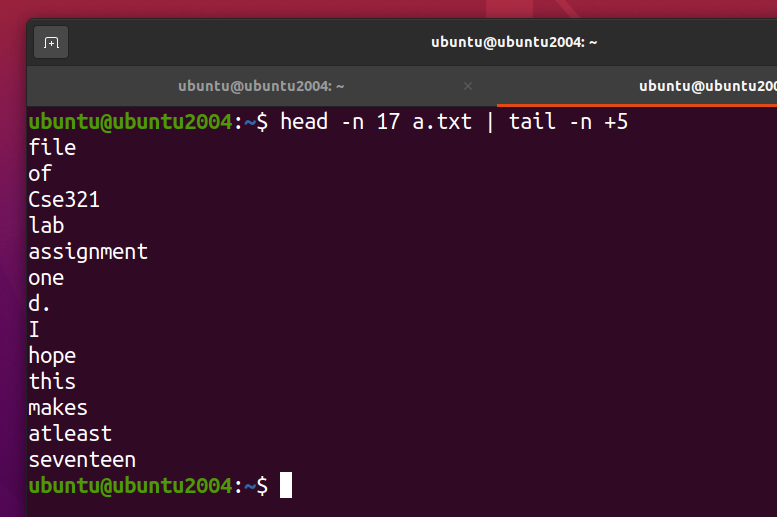 ubuntu@ubuntu2004: ~
ubuntu@ubuntu2004: ~ ×
ubuntu@ubuntu200
ubuntu@ubuntu2004:~$ head -n 17 a.txt | tail -n +5
file
of
Cse321
lab
assignment
one
d.
I
hope
this
makes
atleast
seventeen
ubuntu@ubuntu2004:~$